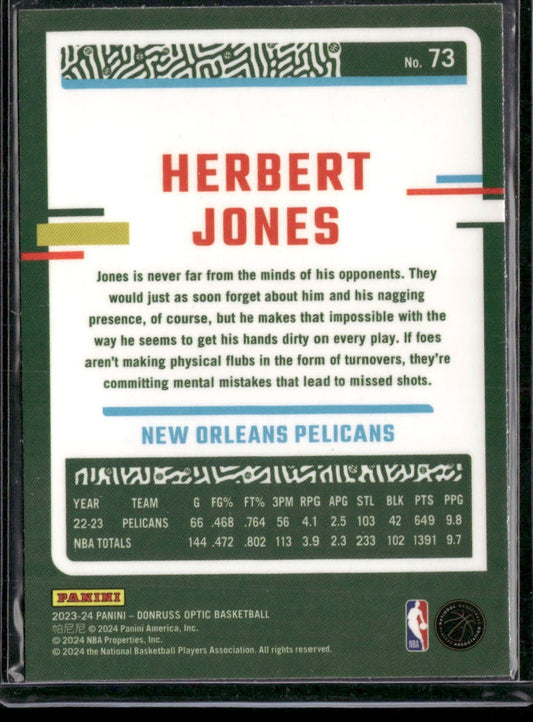 No. 73
HERBERT
JONES
Jones is never far from the minds of his opponents. They
would just as soon forget about him and his nagging
presence, of course, but he makes that impossible with the
way he seems to get his hands dirty on every play. If foes
aren't making physical flubs in the form of turnovers, they're
committing mental mistakes that lead to missed shots.
NEW ORLEANS PELICANS
YEAR TEAM G FG% FT% 3PM RPG APG STL BLK PTS PPG
22-23 PELICANS 66 .468 .764 56 4.1 2.5 103 42 649 9.8
NBA TOTALS 144 .472 .802 113 3.9 2.3 233 102 1391 9.7
PANINI
2023-24 PANINI – DONRUSS OPTIC BASKETBALL
帕尼尼 © 2024 Panini America, Inc.
© 2024 NBA Properties, Inc.
© 2024 the National Basketball Players Association. All rights reserved.
NBA